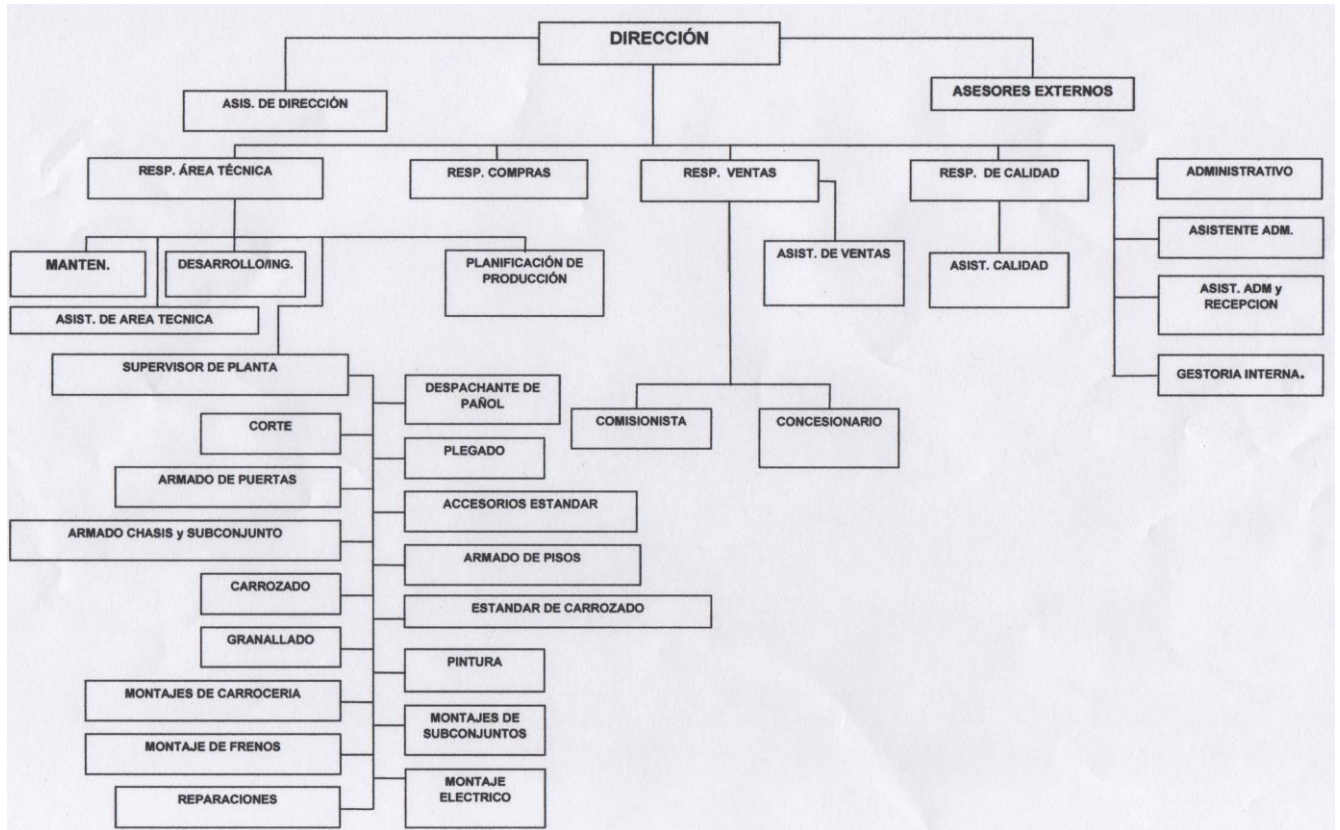 DIRECCIÓN
ASIS. DE DIRECCIÓN
ASESORES EXTERNOS
RESP. ÁREA TÉCNICA
RESP. COMPRAS
RESP. VENTAS
RESP. DE CALIDAD
ADMINISTRATIVO
MANTEN.
DESARROLLO/ING.
PLANIFICACIÓN DE
PRODUCCIÓN
ASIST. DE VENTAS
ASIST. CALIDAD
ASISTENTE ADM.
ASIST. ADM y
RECEPCION
ASIST. DE AREA TECNICA
SUPERVISOR DE PLANTA
GESTORIA INTERNA.
DESPACHANTE DE
PAÑOL
COMISIONISTA
CONCESIONARIO
CORTE
PLEGADO
ARMADO DE PUERTAS
ACCESORIOS ESTANDAR
ARMADO CHASIS y SUBCONJUNTO
ARMADO DE PISOS
CARROZADO
ESTANDAR DE CARROZADO
GRANALLADO
PINTURA
MONTAJES DE CARROCERIA
MONTAJES DE
SUBCONJUNTOS
MONTAJE DE FRENOS
MONTAJE
ELECTRICO
REPARACIONES